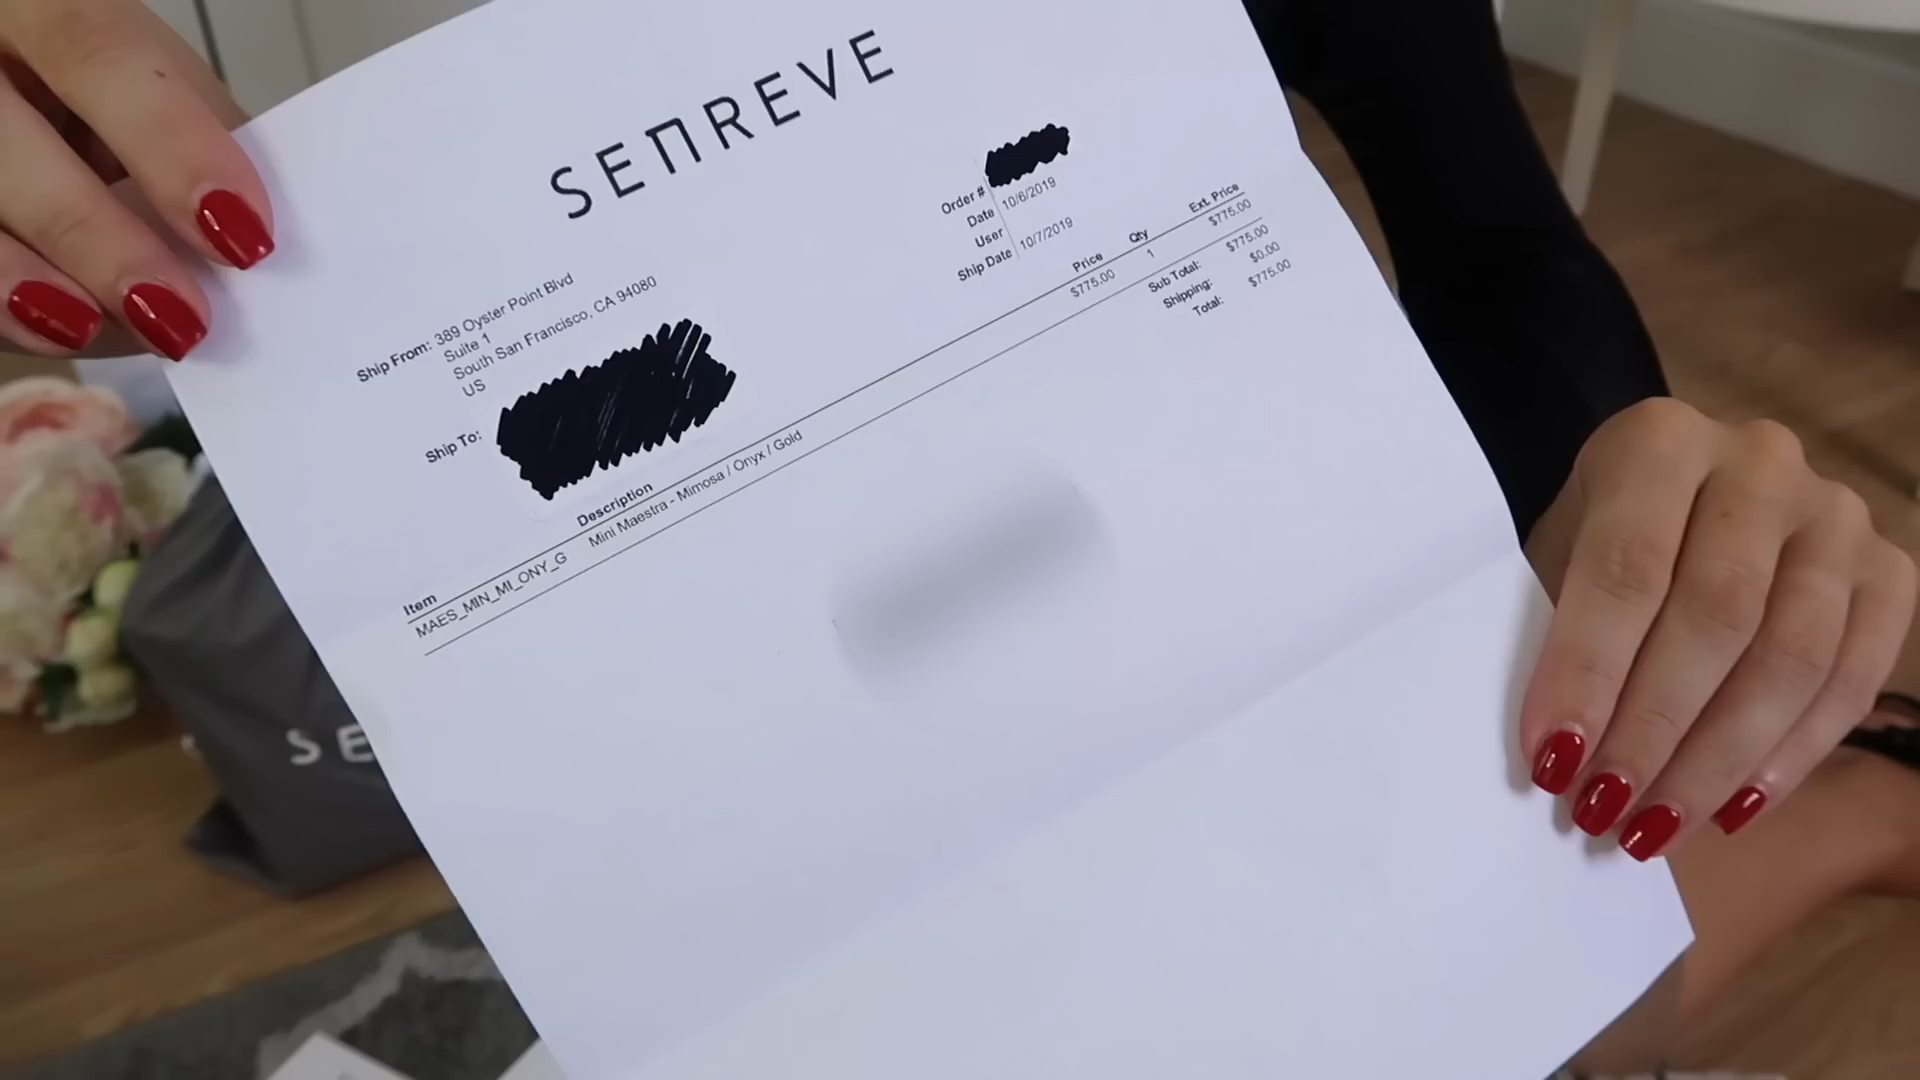 SENREVE
Order #
Date 10/6/2019
User
Ship Date 10/7/2019
Ship From: 389 Oyster Point Blvd
Suite 1
South San Francisco, CA 94080
US
Ship To:
Item Description Price Qty Ext. Price
MAES_MIN_MI_ONY_G Mini Maestra - Mimosa / Onyx / Gold $775.00 1 $775.00
Sub Total: $775.00
Shipping: $0.00
Total: $775.00
SE